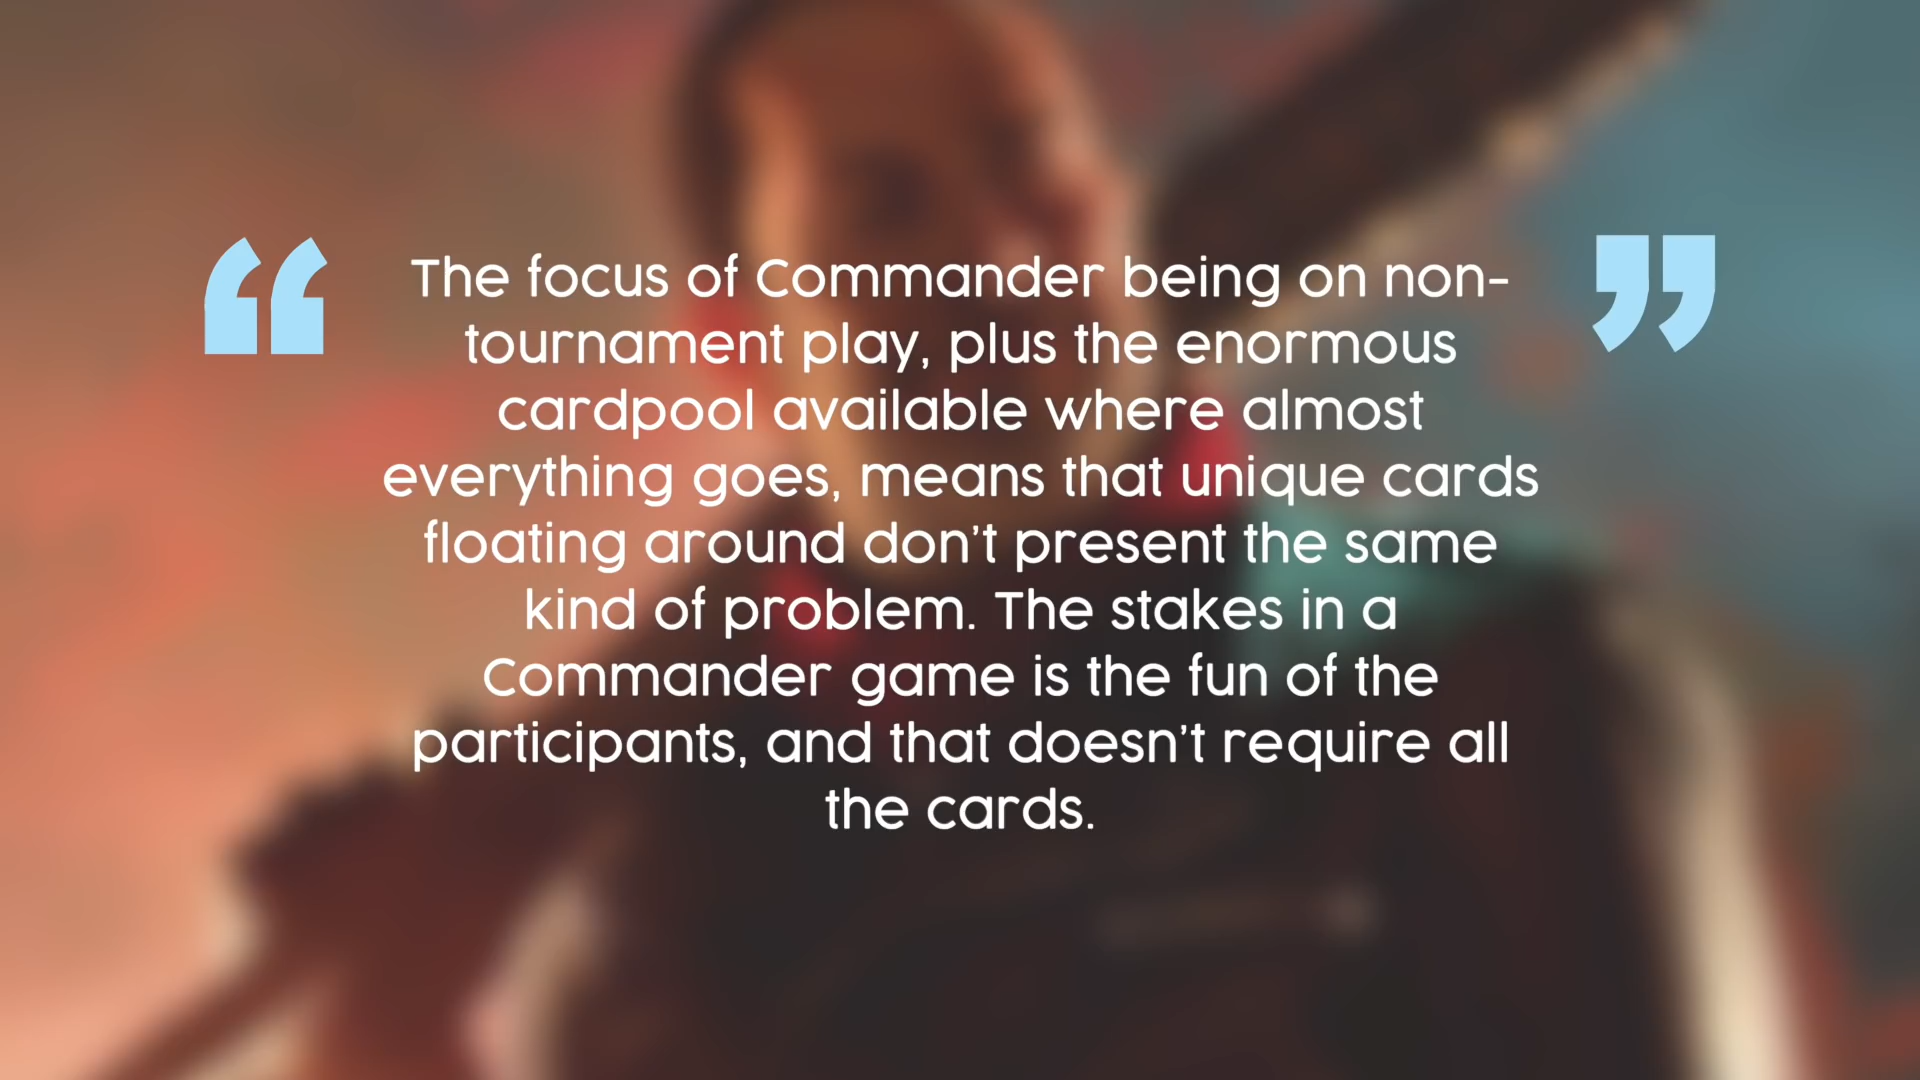 “ The focus of Commander being on non- ”
tournament play, plus the enormous
cardpool available where almost
everything goes, means that unique cards
floating around don’t present the same
kind of problem. The stakes in a
Commander game is the fun of the
participants, and that doesn’t require all
the cards.